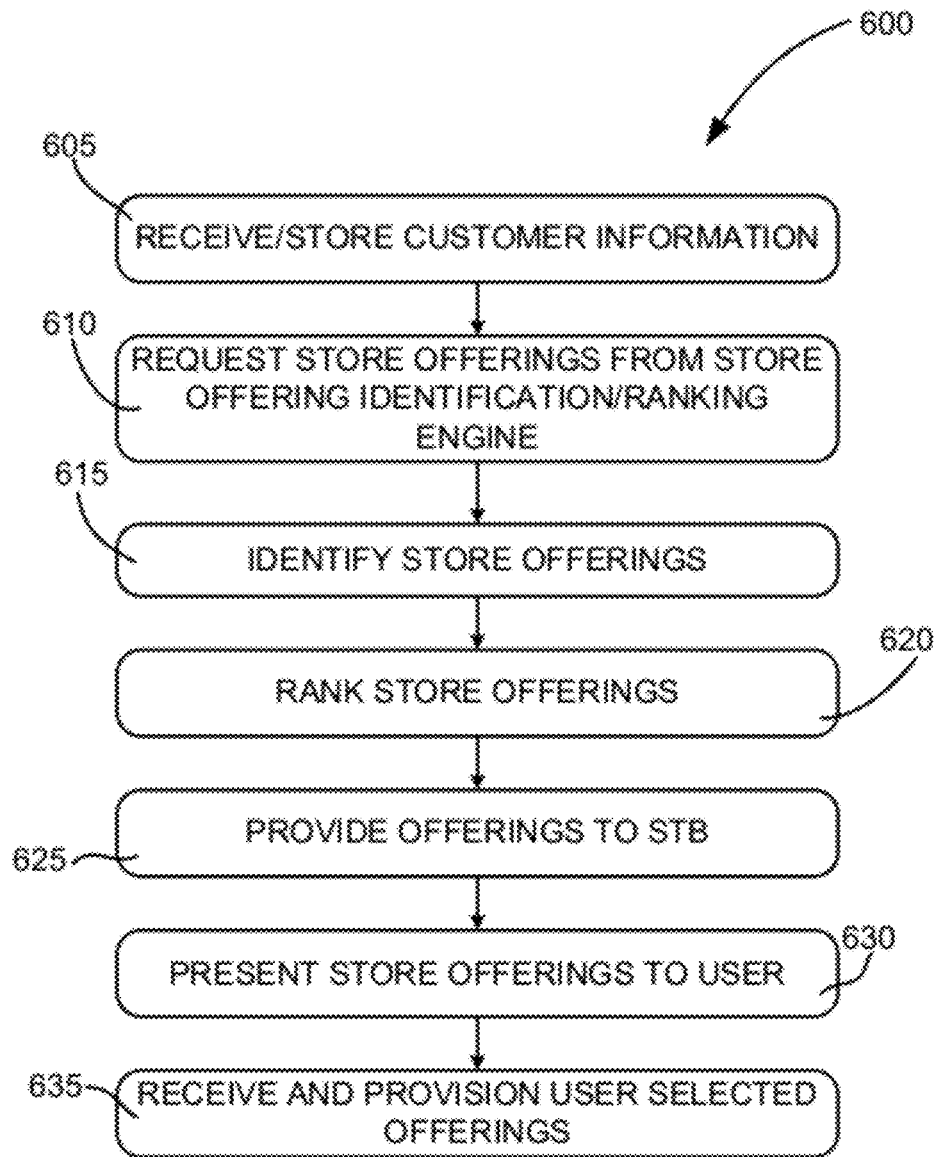 600
605
RECEIVE/STORE CUSTOMER INFORMATION
610
REQUEST STORE OFFERINGS FROM STORE
OFFERING IDENTIFICATION/RANKING
ENGINE
615
IDENTIFY STORE OFFERINGS
620
RANK STORE OFFERINGS
PROVIDE OFFERINGS TO STB
625
630
PRESENT STORE OFFERINGS TO USER
635
RECEIVE AND PROVISION USER SELECTED
OFFERINGS